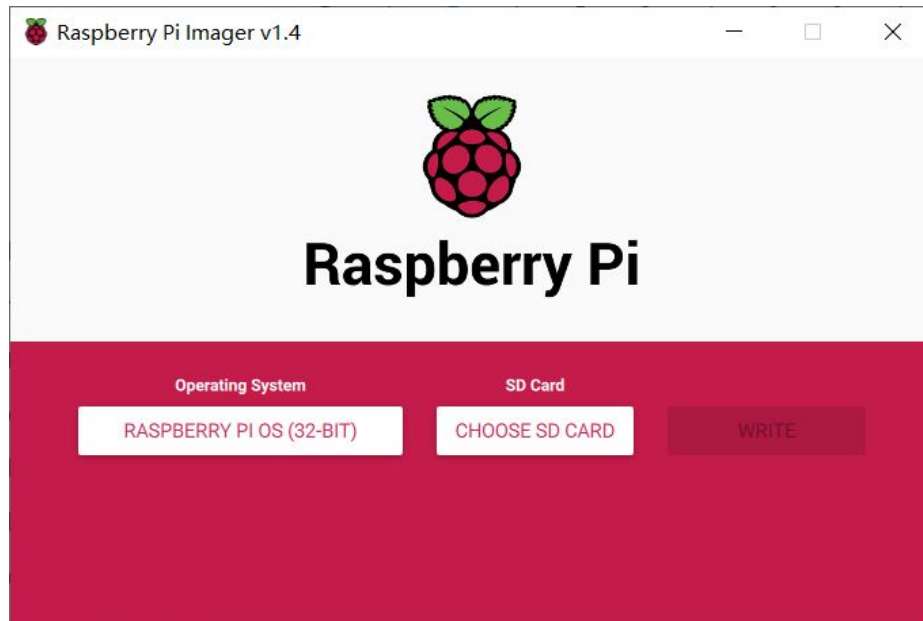 Raspberry Pi Imager v1.4
Raspberry Pi
Operating System
SD Card
RASPBERRY PI OS (32-BIT)
CHOOSE SD CARD
WRITE